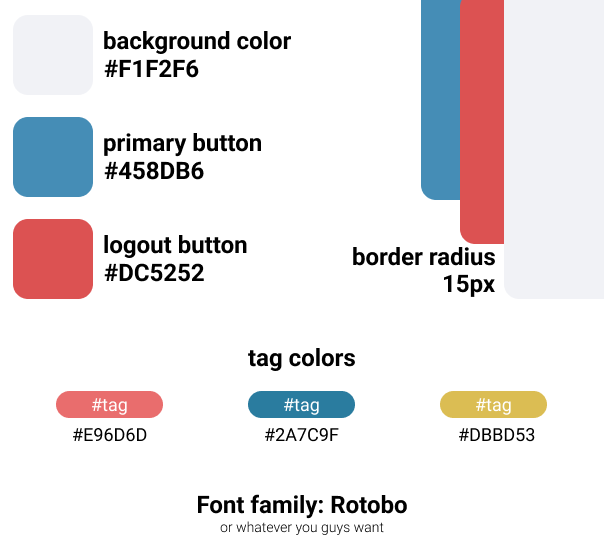 background color
#F1F2F6
primary button
#458DB6
logout button
#DC5252
border radius
15px
tag colors
#tag
#tag
#tag
#E96D6D
#2A7C9F
#DBBD53
Font family: Rotobo
or whatever you guys want